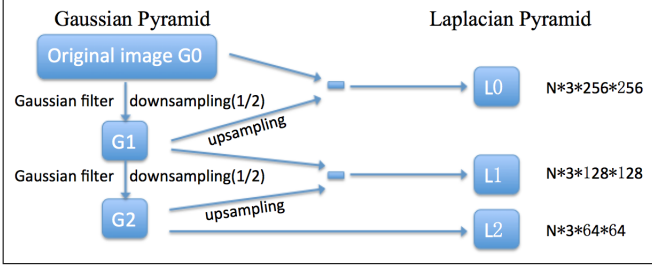 Gaussian Pyramid
Laplacian Pyramid
Original image G0
L0
N*3*256*256
Gaussian filter
downsampling(1/2)
upsampling
G1
L1
N*3*128*128
Gaussian filter
downsampling(1/2)
upsampling
G2
L2
N*3*64*64